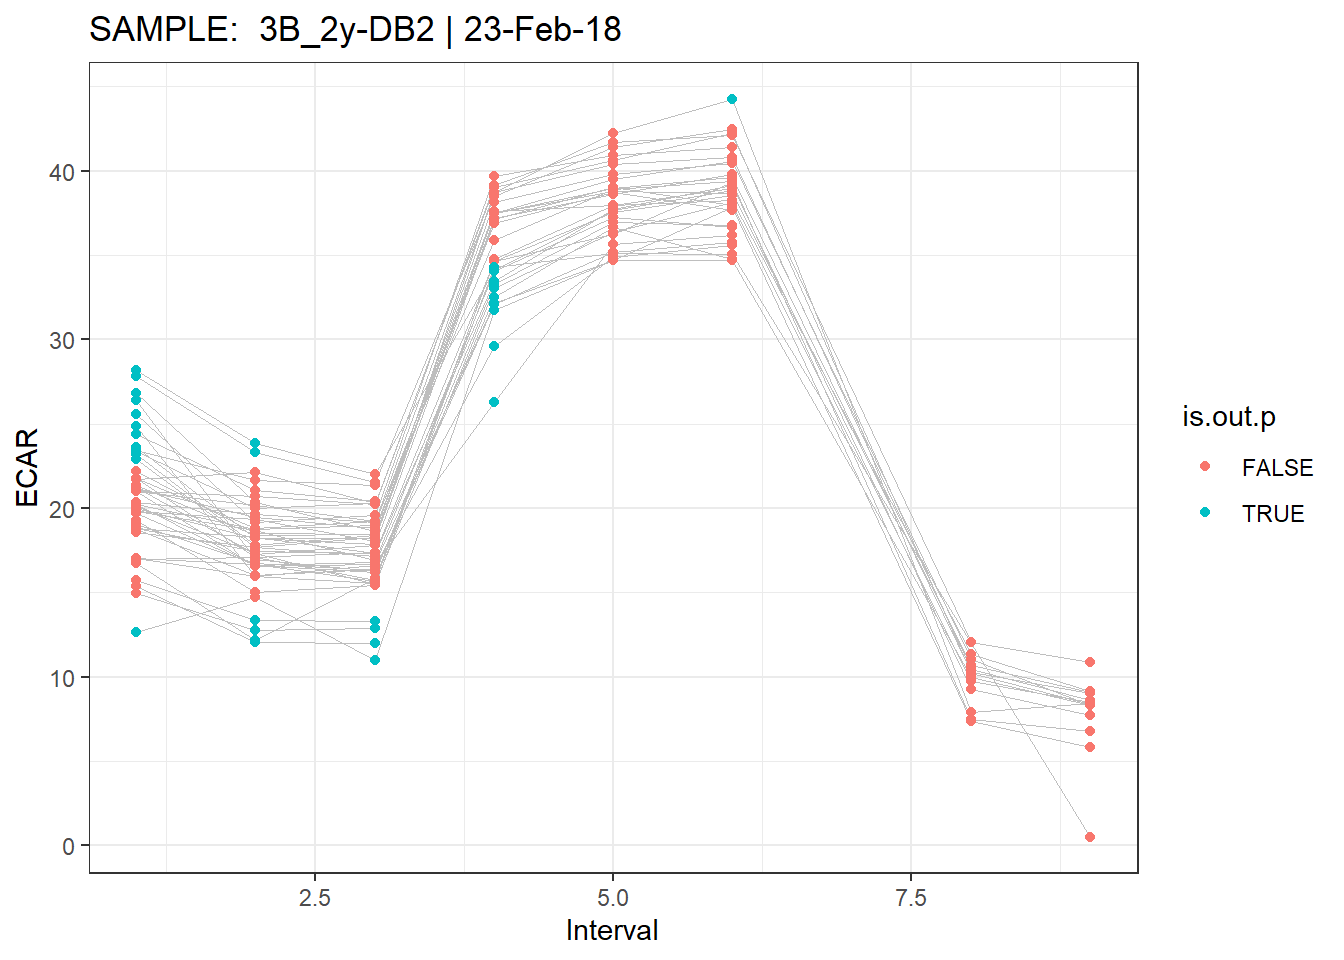 SAMPLE:  3B_2y-DB2 | 23-Feb-18
ECAR
40
30
20
10
0
2.5
5.0
7.5
Interval
is.out.p
FALSE
TRUE